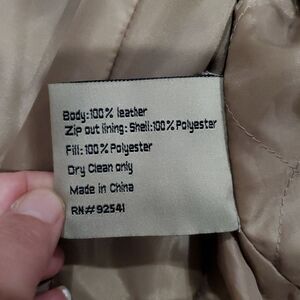 Body:100% leather
Zip out lining: Shell:100% Polyester
Fill: 100% Polyester
Dry Clean only
Made in China
RN#92541